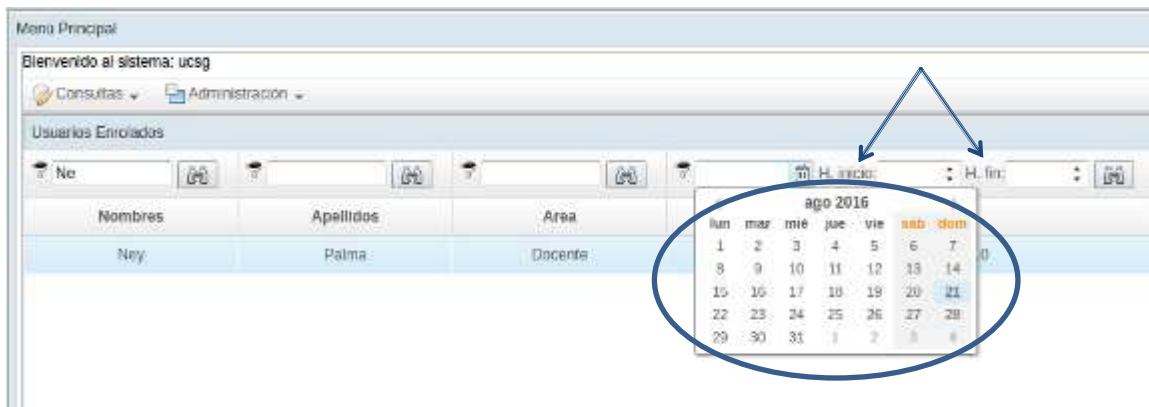 Menú Principal
Bienvenido al sistema: ucsg
Consultas Administración
Usuarios Enrolados
Ne 31 H. inicio: H. fin:
Nombres Apellidos Area
Ney Palma Docente
ago 2016
lun mar mié jue vie sáb dom
1 2 3 4 5 6 7
8 9 10 11 12 13 14
15 16 17 18 19 20 21
22 23 24 25 26 27 28
29 30 31 1 2 3 4